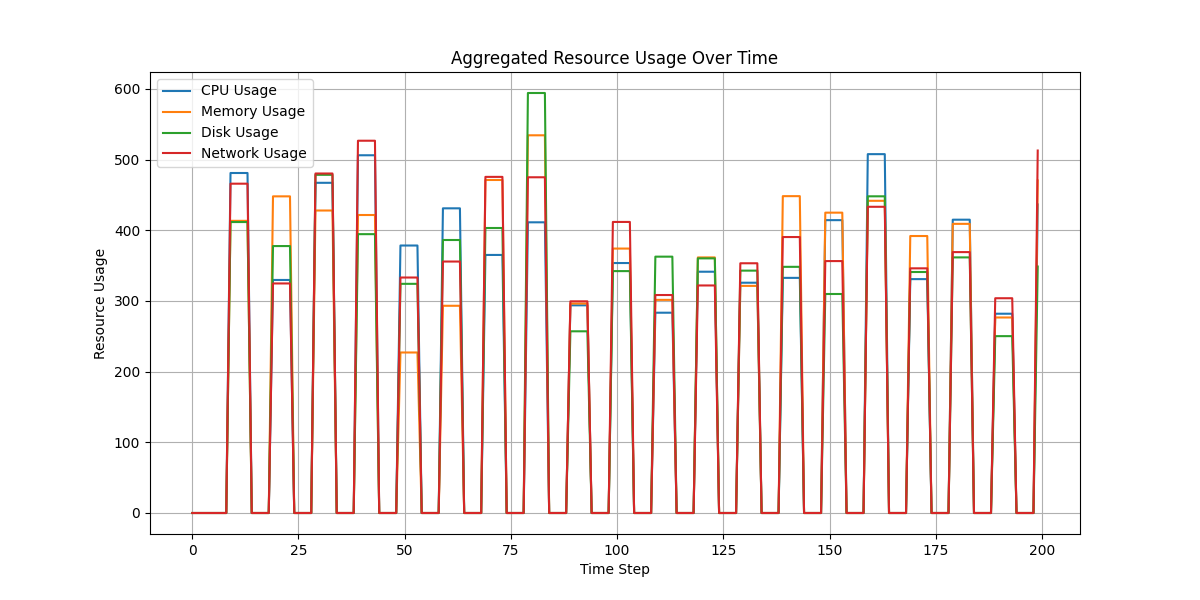 Aggregated Resource Usage Over Time
CPU Usage
Memory Usage
Disk Usage
Network Usage
600
500
400
300
200
100
0
Resource Usage
0 25 50 75 100 125 150 175 200
Time Step